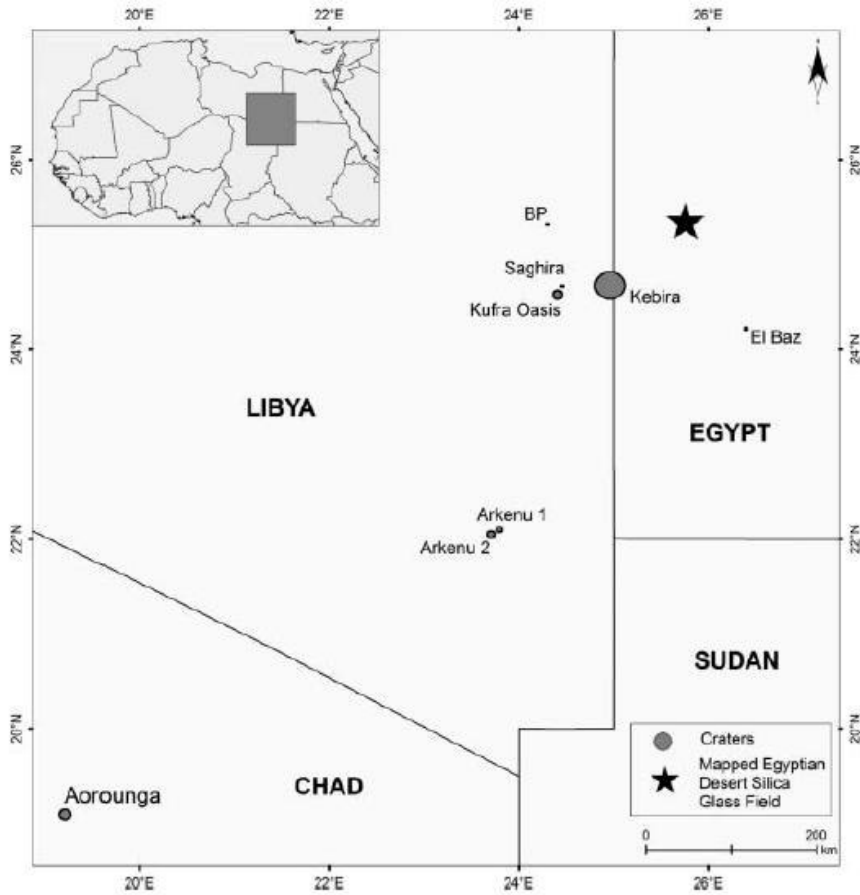 20°E 22°E 24°E 26°E
26°N 26°N
BP
Saghira
Kufra Oasis
Kebira
El Baz
24°N 24°N
LIBYA
EGYPT
Arkenu 1
Arkenu 2
22°N 22°N
SUDAN
20°N 20°N
CHAD
Aorounga
Craters
Mapped Egyptian
Desert Silica
Glass Field
0 200
km
20°E 22°E 24°E 26°E